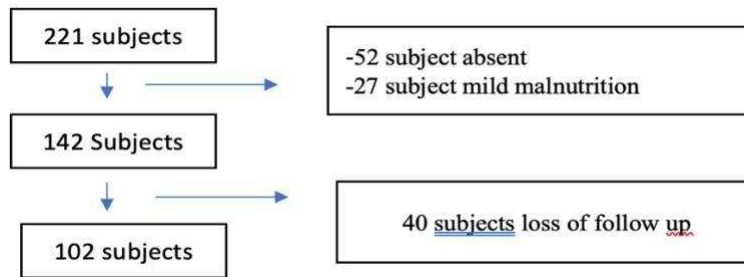 221 subjects
-52 subject absent
-27 subject mild malnutrition
142 Subjects
40 subjects loss of follow up
102 subjects